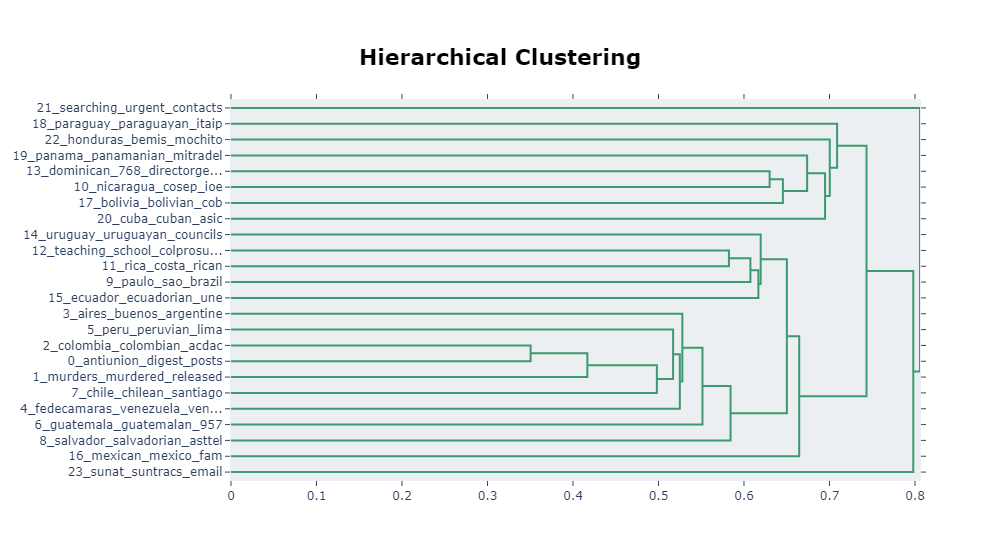 Hierarchical Clustering
21_searching_urgent_contacts
18_paraguay_paraguayan_itaip
22_honduras_bemis_mochito
19_panama_panamanian_mitradel
13_dominican_768_directorge...
10_nicaragua_cosep_ioe
17_bolivia_bolivian_cob
20_cuba_cuban_asic
14_uruguay_uruguayan_councils
12_teaching_school_colprosu...
11_rica_costa_rican
9_paulo_sao_brazil
15_ecuador_ecuadorian_une
3_aires_buenos_argentine
5_peru_peruvian_lima
2_colombia_colombian_acdac
0_antiunion_digest_posts
1_murders_murdered_released
7_chile_chilean_santiago
4_fedecamaras_venezuela_ven...
6_guatemala_guatemalan_957
8_salvador_salvadorian_asttel
16_mexican_mexico_fam
23_sunat_suntracs_email
0 0.1 0.2 0.3 0.4 0.5 0.6 0.7 0.8